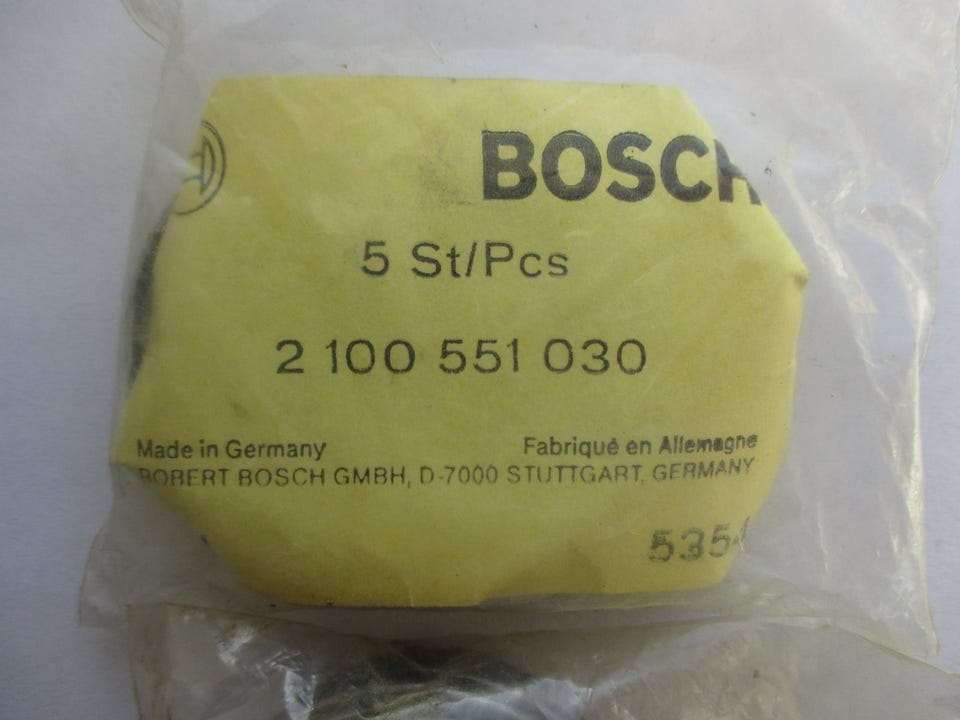 BOSCH
5 St/Pcs
2 100 551 030
Made in Germany Fabriqué en Allemagne
ROBERT BOSCH GMBH, D-7000 STUTTGART, GERMANY